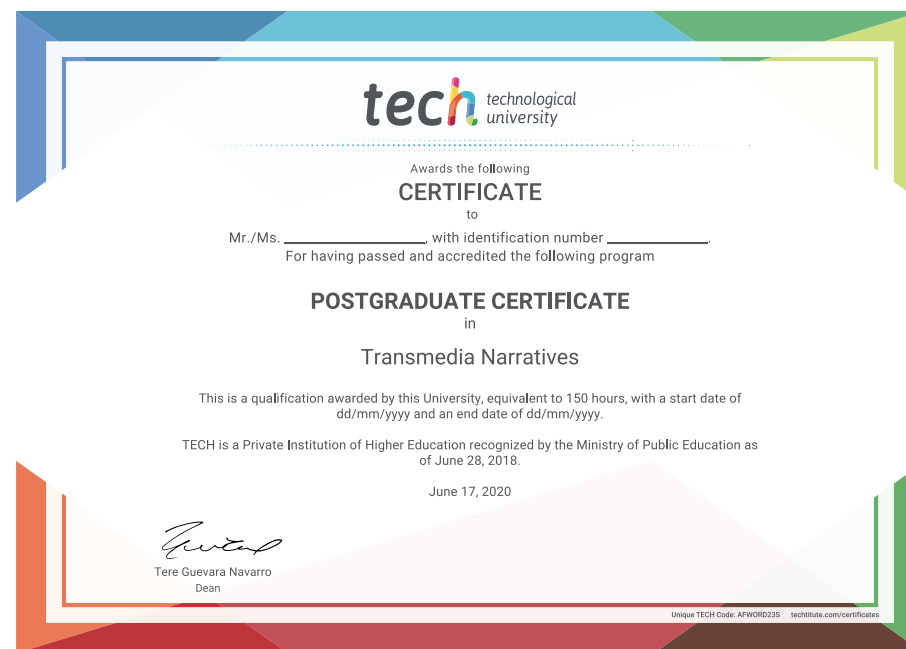 tech technological
university
Awards the following
CERTIFICATE
to
Mr./Ms. ____________________, with identification number ______________.
For having passed and accredited the following program
POSTGRADUATE CERTIFICATE
in
Transmedia Narratives
This is a qualification awarded by this University, equivalent to 150 hours, with a start date of
dd/mm/yyyy and an end date of dd/mm/yyyy.
TECH is a Private Institution of Higher Education recognized by the Ministry of Public Education as
of June 28, 2018.
June 17, 2020
Tere Guevara Navarro
Dean
Unique TECH Code: AFWORD23S techtitute.com/certificates